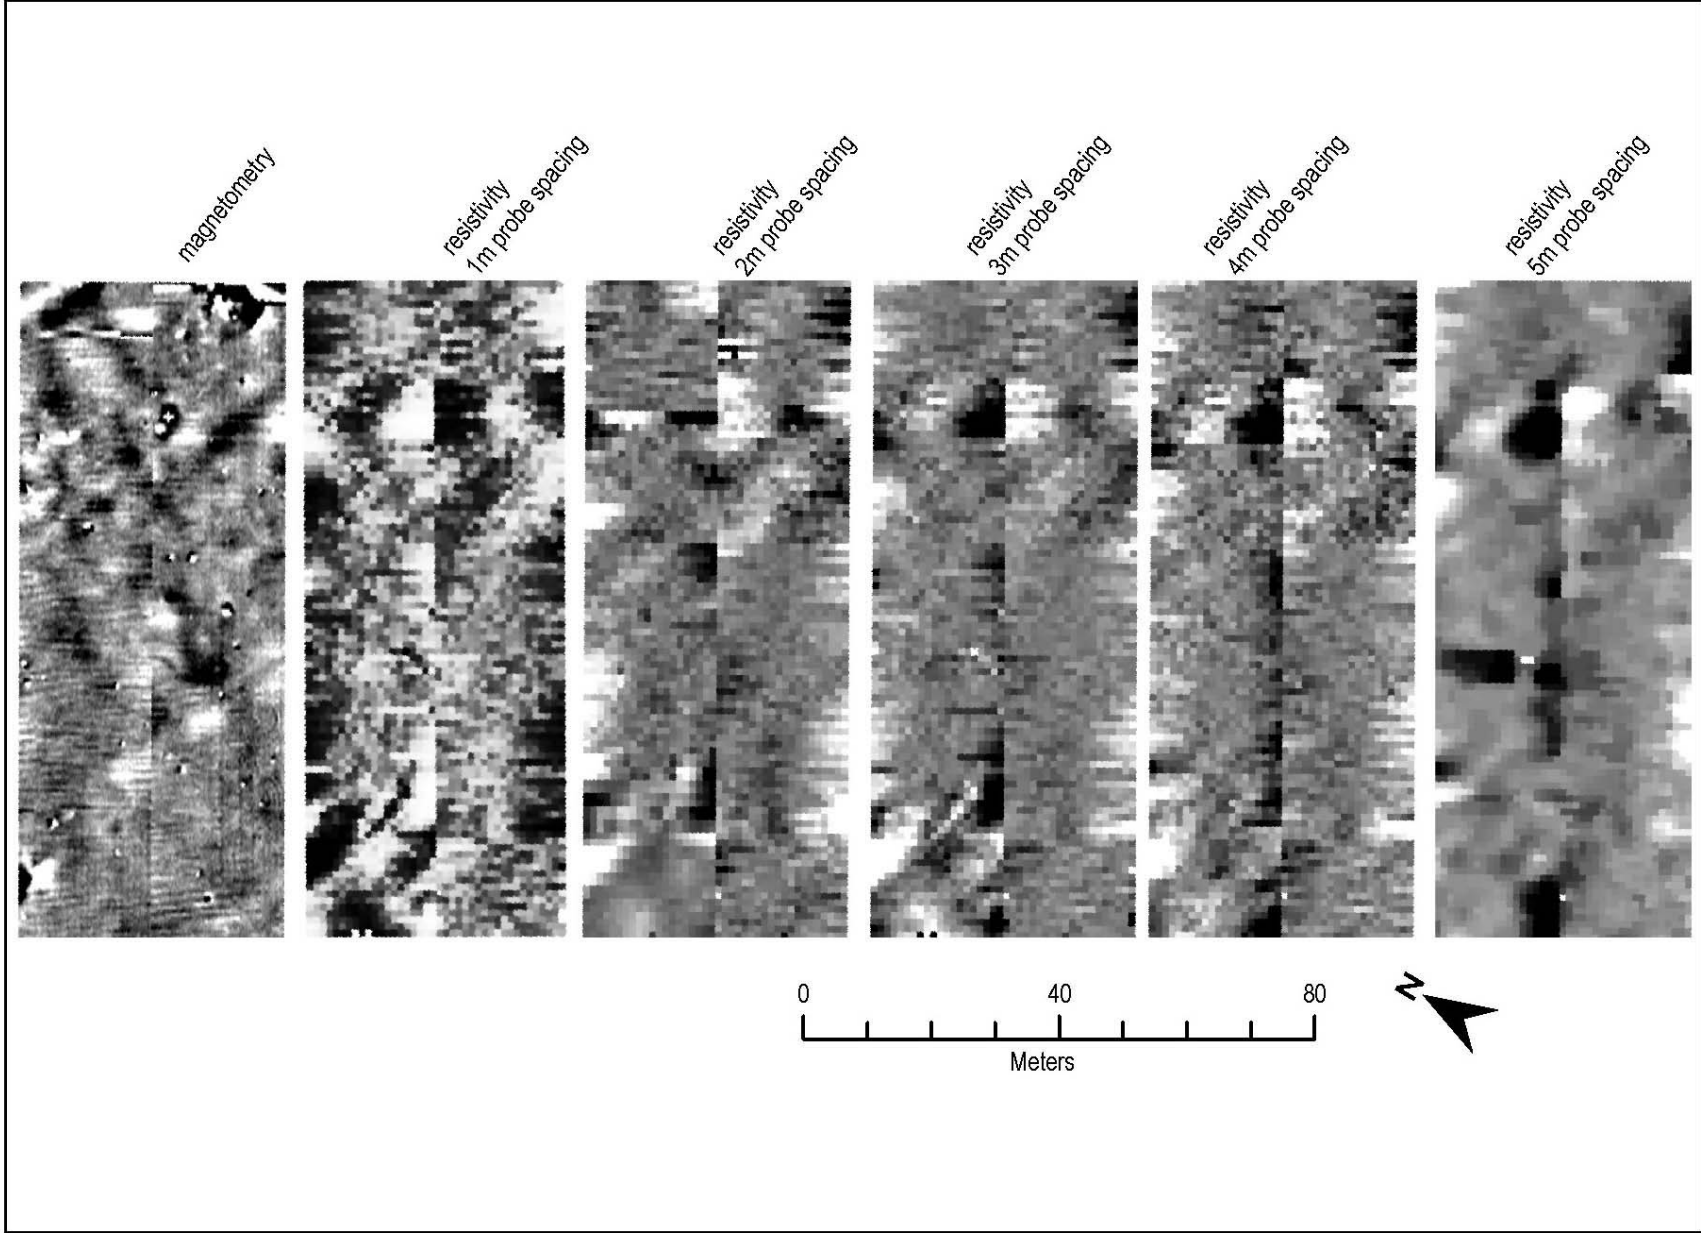 magnetometry
resistivity
1m probe spacing
resistivity
2m probe spacing
resistivity
3m probe spacing
resistivity
4m probe spacing
resistivity
5m probe spacing
0 40 80
Meters
N